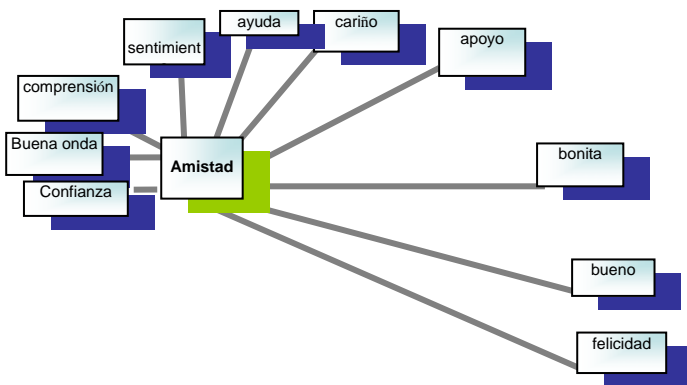 ayuda
cariño
apoyo
sentimient
comprensión
Buena onda
Confianza
Amistad
bonita
bueno
felicidad